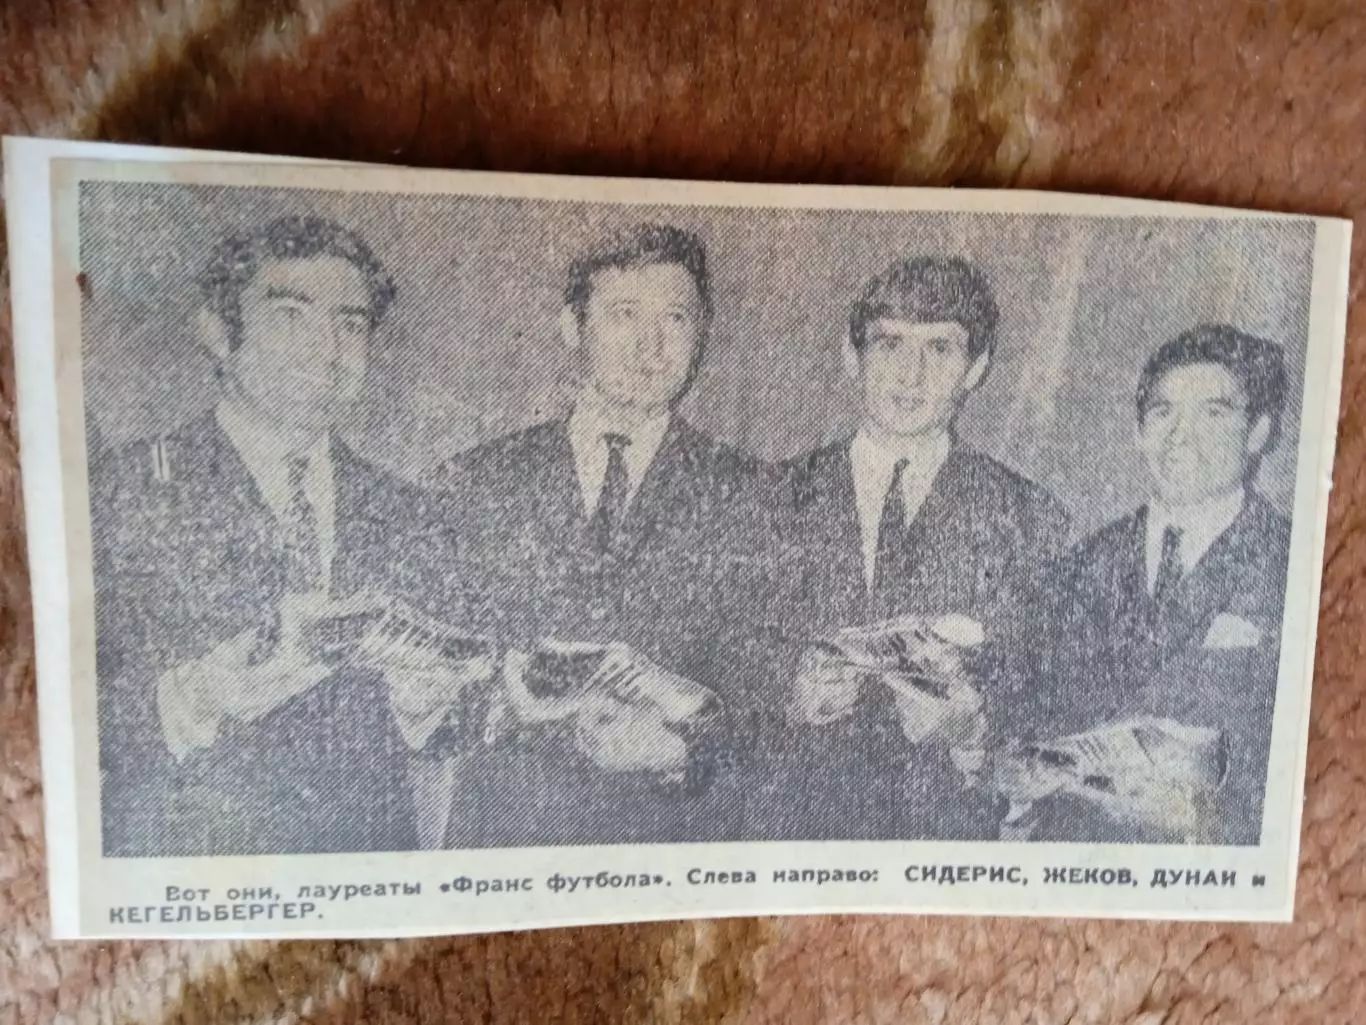 Вот они, лауреаты «Франс футбола». Слева направо: СИДЕРИС, ЖЕКОВ, ДУНАИ и
КЕГЕЛЬБЕРГЕР.